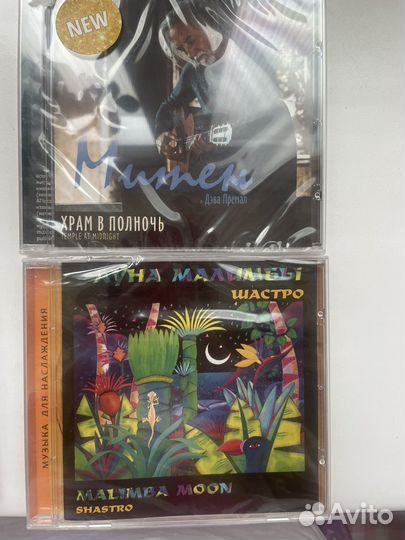 NEW
Митен
Дэва Премал
ХРАМ В ПОЛНОЧЬ
TEMPLE AT MIDNIGHT
ЛУНА МАЛИМБЫ
ШАСТРО
МУЗЫКА ДЛЯ НАСЛАЖДЕНИЯ
MALIMBA MOON
SHASTRO
Avito